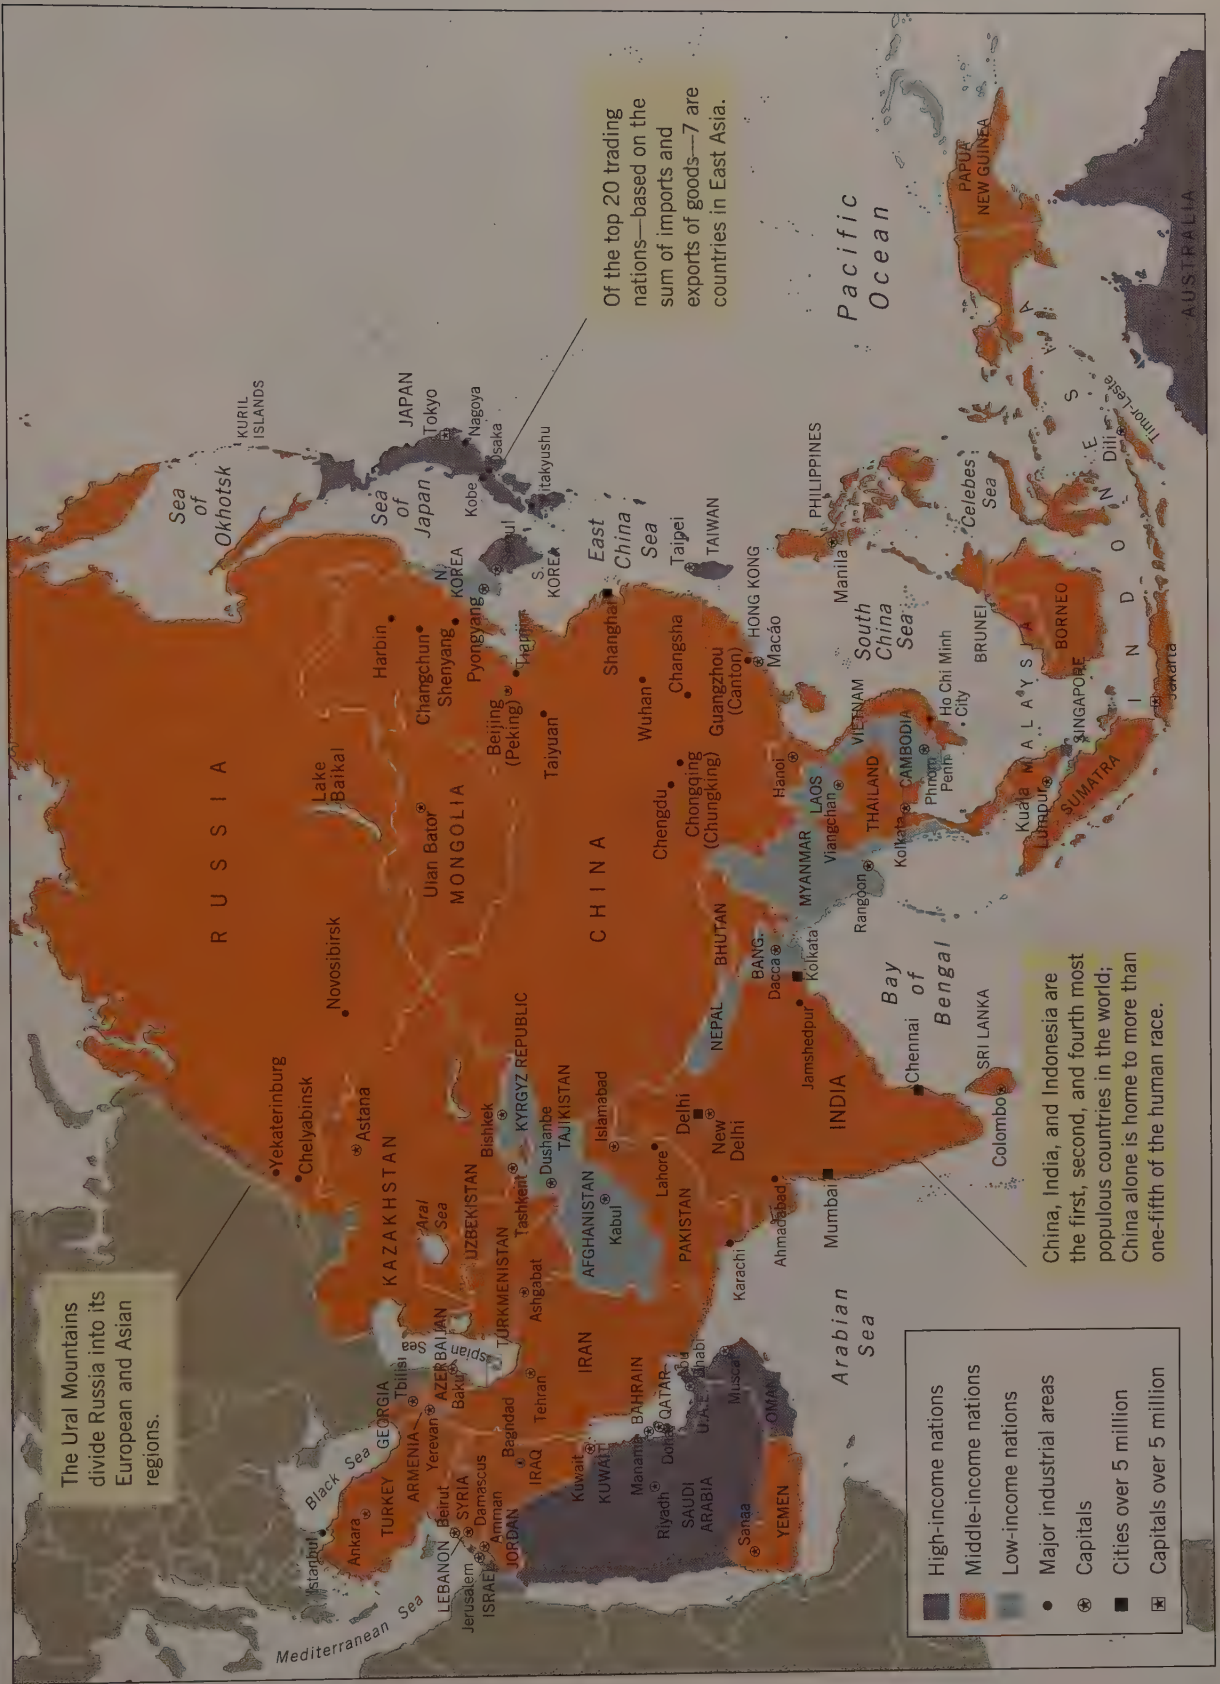 The Ural Mountains
divide Russia into its
European and Asian
regions.
Of the top 20 trading
nations—based on the
sum of imports and
exports of goods—7 are
countries in East Asia.
China, India, and Indonesia are
the first, second, and fourth most
populous countries in the world;
China alone is home to more than
one-fifth of the human race.
RUSSIA
Sea
of
Okhotsk
KURIL
ISLANDS
Yekaterinburg
Chelyabinsk
Novosibirsk
Lake
Baikal
Astana
KAZAKHSTAN
Aral
Sea
Ulan Bator
MONGOLIA
Harbin
Changchun
Shenyang
Sea
of
Japan
JAPAN
Tokyo
Nagoya
Osaka
Kobe
Kitakyushu
N.
KOREA
Pyongyang
Seoul
S.
KOREA
Tianjin
Beijing
(Peking)
Taiyuan
CHINA
Shanghai
East
China
Sea
Wuhan
Changsha
Chengdu
Chongqing
(Chungking)
Guangzhou
(Canton)
Taipei
TAIWAN
HONG KONG
Macáo
Black Sea
Istanbul
Ankara
TURKEY
GEORGIA
Tbilisi
ARMENIA
Yerevan
AZERBAIJAN
Baku
Caspian
Sea
Mediterranean Sea
LEBANON
Beirut
SYRIA
Damascus
Jerusalem
ISRAEL
Amman
JORDAN
Baghdad
IRAQ
Tehran
IRAN
Kuwait
KUWAIT
Manama
BAHRAIN
Doha
QATAR
Abu
Dhabi
U.A.E.
Muscat
OMAN
Riyadh
SAUDI
ARABIA
Sanaa
YEMEN
UZBEKISTAN
TURKMENISTAN
Ashgabat
Tashkent
Bishkek
KYRGYZ REPUBLIC
Dushanbe
TAJIKISTAN
AFGHANISTAN
Kabul
Islamabad
Lahore
PAKISTAN
Karachi
Delhi
New
Delhi
NEPAL
BHUTAN
BANG.
Dacca
Kolkata
Jamshedpur
INDIA
Ahmadabad
Mumbai
Chennai
SRI LANKA
Colombo
Arabian
Sea
Bay
of
Bengal
MYANMAR
Rangoon
LAOS
Viangchan
Hanoi
VIETNAM
THAILAND
Kolkata
CAMBODIA
Phnom
Penh
Ho Chi Minh
City
South
China
Sea
PHILIPPINES
Manila
Celebes
Sea
BRUNEI
MALAYSIA
Kuala
Lumpur
SINGAPORE
SUMATRA
BORNEO
INDONESIA
Jakarta
Dili
Timor-Leste
Pacific
Ocean
PAPUA
NEW GUINEA
AUSTRALIA
High-income nations
Middle-income nations
Low-income nations
Major industrial areas
Capitals
Cities over 5 million
Capitals over 5 million